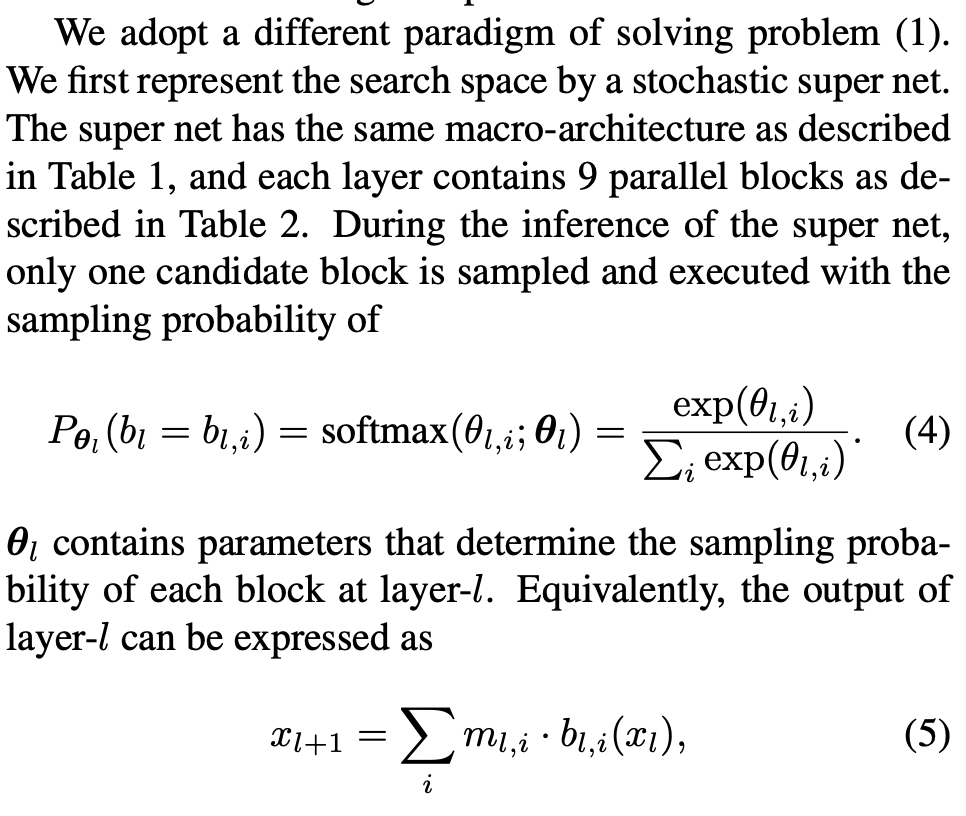 We adopt a different paradigm of solving problem (1).
We first represent the search space by a stochastic super net.
The super net has the same macro-architecture as described
in Table 1, and each layer contains 9 parallel blocks as de-
scribed in Table 2. During the inference of the super net,
only one candidate block is sampled and executed with the
sampling probability of
$P_{\boldsymbol{\theta}_l}(b_l = b_{l,i}) = \text{softmax}(\theta_{l,i}; \boldsymbol{\theta}_l) = \frac{\exp(\theta_{l,i})}{\sum_i \exp(\theta_{l,i})}.$ (4)
$\boldsymbol{\theta}_l$ contains parameters that determine the sampling proba-
bility of each block at layer-$l$. Equivalently, the output of
layer-$l$ can be expressed as
$x_{l+1} = \sum_i m_{l,i} \cdot b_{l,i}(x_l),$ (5)